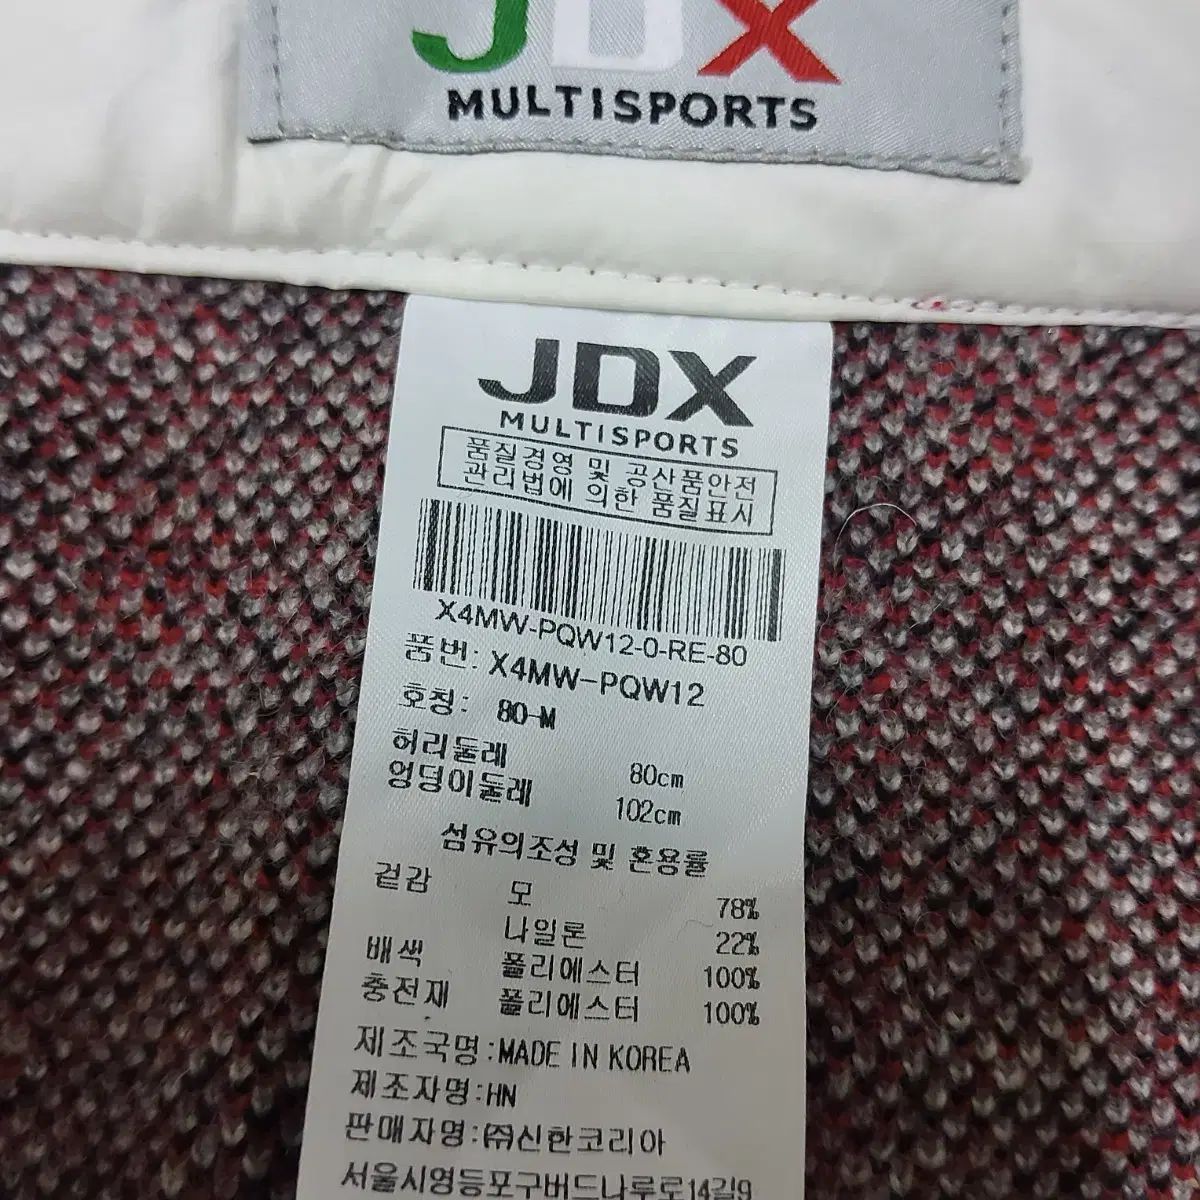 JDX
MULTISPORTS
JDX
MULTISPORTS
품질경영 및 공산품안전
관리법에 의한 품질표시
X4MW-PQW12-0-RE-80
품번: X4MW-PQW12
호칭: 80-M
허리둘레 80cm
엉덩이둘레 102cm
섬유의조성 및 혼용률
겉감 모 78%
나일론 22%
배색 폴리에스터 100%
충전재 폴리에스터 100%
제조국명:MADE IN KOREA
제조자명:HN
판매자명:㈜신한코리아
서울시영등포구버드나루로14길9